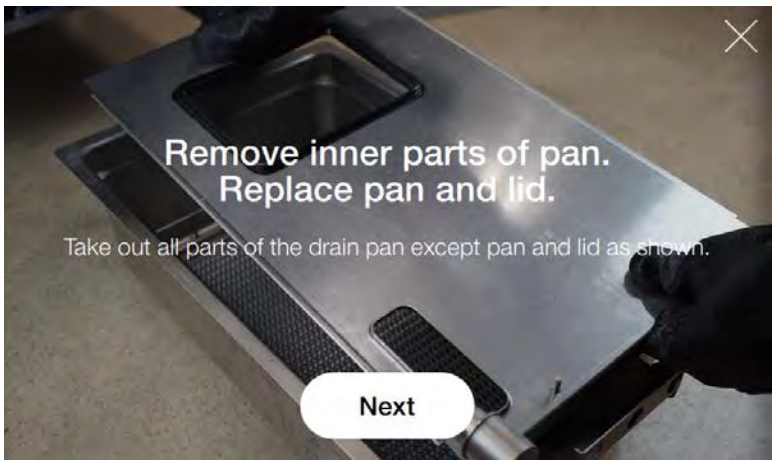 Remove inner parts of pan.
Replace pan and lid.
Take out all parts of the drain pan except pan and lid as shown.
Next